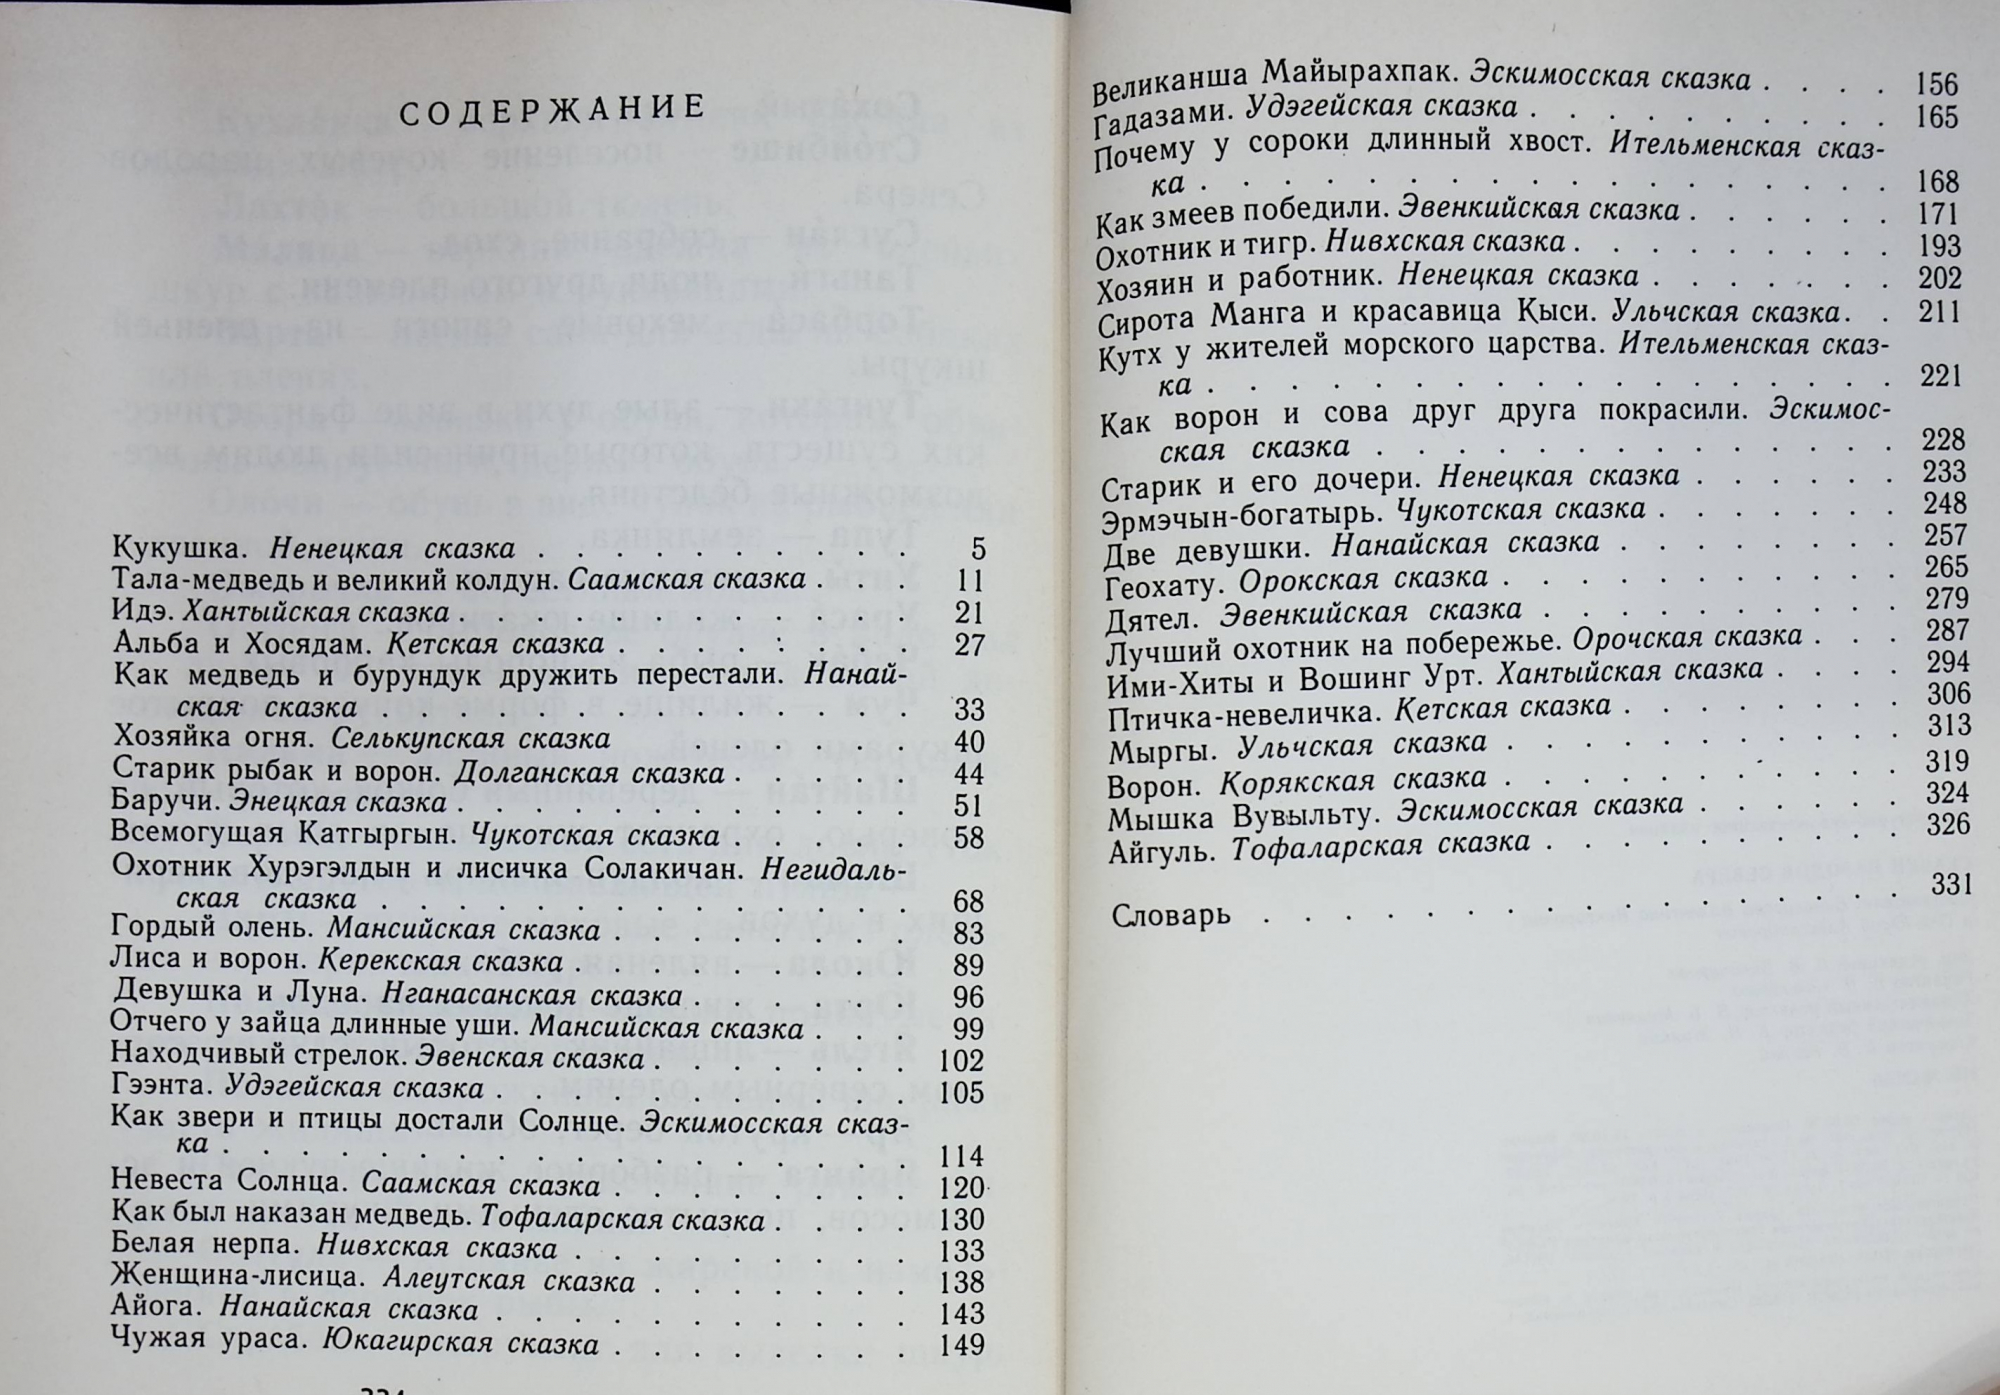 СОДЕРЖАНИЕ
Кукушка. Ненецкая сказка . . . . . . . . . . 5
Тала-медведь и великий колдун. Саамская сказка . . . 11
Идэ. Хантыйская сказка . . . . . . . . . . . 21
Альба и Хосядам. Кетская сказка . . . . . . . . 27
Как медведь и бурундук дружить перестали. Нанай-
ская сказка . . . . . . . . . . . . . . 33
Хозяйка огня. Селькупская сказка . . . . . . 40
Старик рыбак и ворон. Долганская сказка . . . . . 44
Баручи. Энецкая сказка . . . . . . . . . . . 51
Всемогущая Катгыргын. Чукотская сказка . . . . . 58
Охотник Хурэгэлдын и лисичка Солакичан. Негидаль-
ская сказка . . . . . . . . . . . . . 68
Гордый олень. Мансийская сказка . . . . . . . . 83
Лиса и ворон. Керекская сказка . . . . . . . . . 89
Девушка и Луна. Нганасанская сказка . . . . . . 96
Отчего у зайца длинные уши. Мансийская сказка . . . 99
Находчивый стрелок. Эвенская сказка . . . . . . . 102
Гээнта. Удэгейская сказка . . . . . . . . . . . 105
Как звери и птицы достали Солнце. Эскимосская сказ-
ка . . . . . . . . . . . . . . . . . . 114
Невеста Солнца. Саамская сказка . . . . . . . . 120
Как был наказан медведь. Тофаларская сказка . . . . 130
Белая нерпа. Нивхская сказка . . . . . . . . . 133
Женщина-лисица. Алеутская сказка . . . . . . . 138
Айога. Нанайская сказка . . . . . . . . . . . 143
Чужая ураса. Юкагирская сказка . . . . . . . . 149
Великанша Майырахпак. Эскимосская сказка . . . . 156
Гадазами. Удэгейская сказка . . . . . . . . . . 165
Почему у сороки длинный хвост. Ительменская сказ-
ка . . . . . . . . . . . . . . . . . . 168
Как змеев победили. Эвенкийская сказка . . . . . . 171
Охотник и тигр. Нивхская сказка . . . . . . . . . 193
Хозяин и работник. Ненецкая сказка . . . . . . . 202
Сирота Манга и красавица Кыси. Ульчская сказка. . 211
Кутх у жителей морского царства. Ительменская сказ-
ка . . . . . . . . . . . . . . . . . . 221
Как ворон и сова друг друга покрасили. Эскимос-
ская сказка . . . . . . . . . . . . . 228
Старик и его дочери. Ненецкая сказка . . . . . . 233
Эрмэчын-богатырь. Чукотская сказка . . . . . . . 248
Две девушки. Нанайская сказка . . . . . . . . 257
Геохату. Орокская сказка . . . . . . . . . . . 265
Дятел. Эвенкийская сказка . . . . . . . . . . 279
Лучший охотник на побережье. Орочская сказка . . . 287
Ими-Хиты и Вошинг Урт. Хантыйская сказка . . . . 294
Птичка-невеличка. Кетская сказка . . . . . . . . 306
Мыргы. Ульчская сказка . . . . . . . . . . . 313
Ворон. Корякская сказка . . . . . . . . . . . 319
Мышка Вувыльту. Эскимосская сказка . . . . . . 324
Айгуль. Тофаларская сказка . . . . . . . . . . 326
Словарь . . . . . . . . . . . . . . . . 331